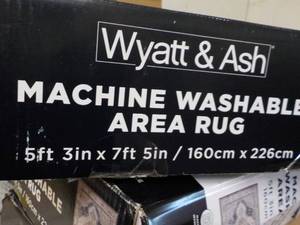 Wyatt & Ash
MACHINE WASHABLE
AREA RUG
5ft 3in x 7ft 5in / 160cm x 226cm